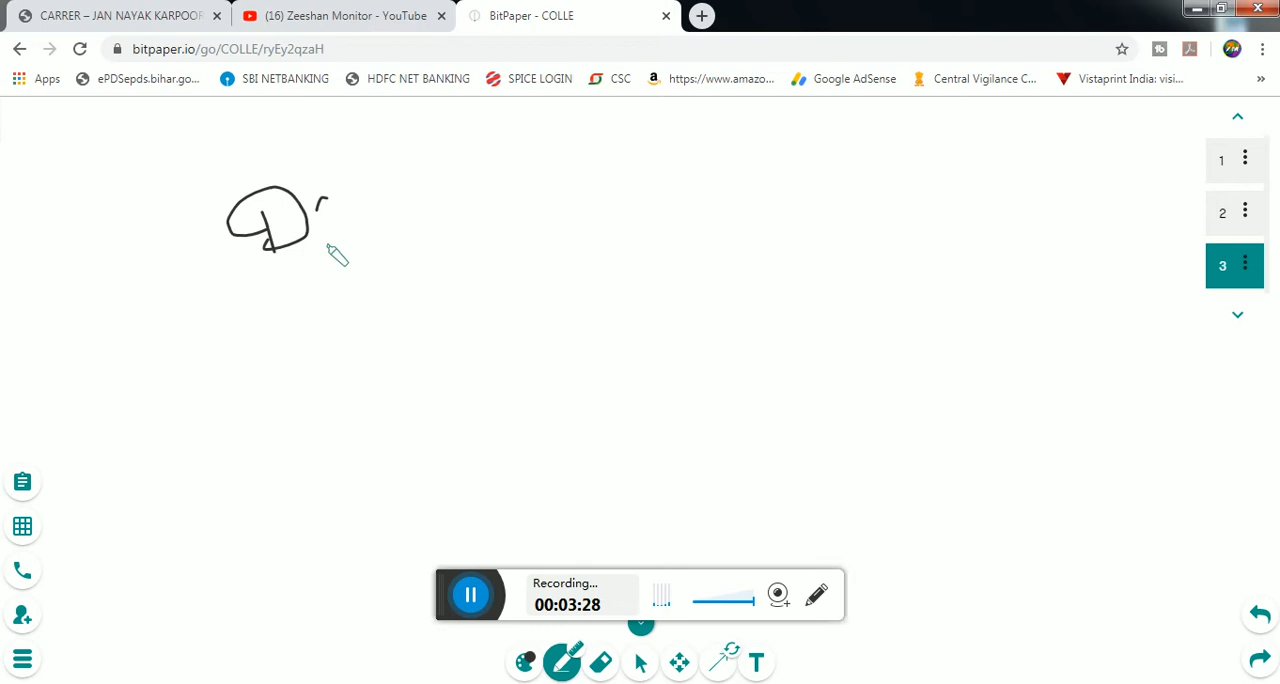 CARRER – JAN NAYAK KARPOOR
(16) Zeeshan Monitor - YouTube
BitPaper - COLLE
bitpaper.io/go/COLLE/ryEy2qzaH
Apps
ePDSepds.bihar.go...
SBI NETBANKING
HDFC NET BANKING
SPICE LOGIN
CSC
https://www.amazo...
Google AdSense
Central Vigilance C...
Vistaprint India: visi...
»
1
2
3
Recording...
00:03:28
T